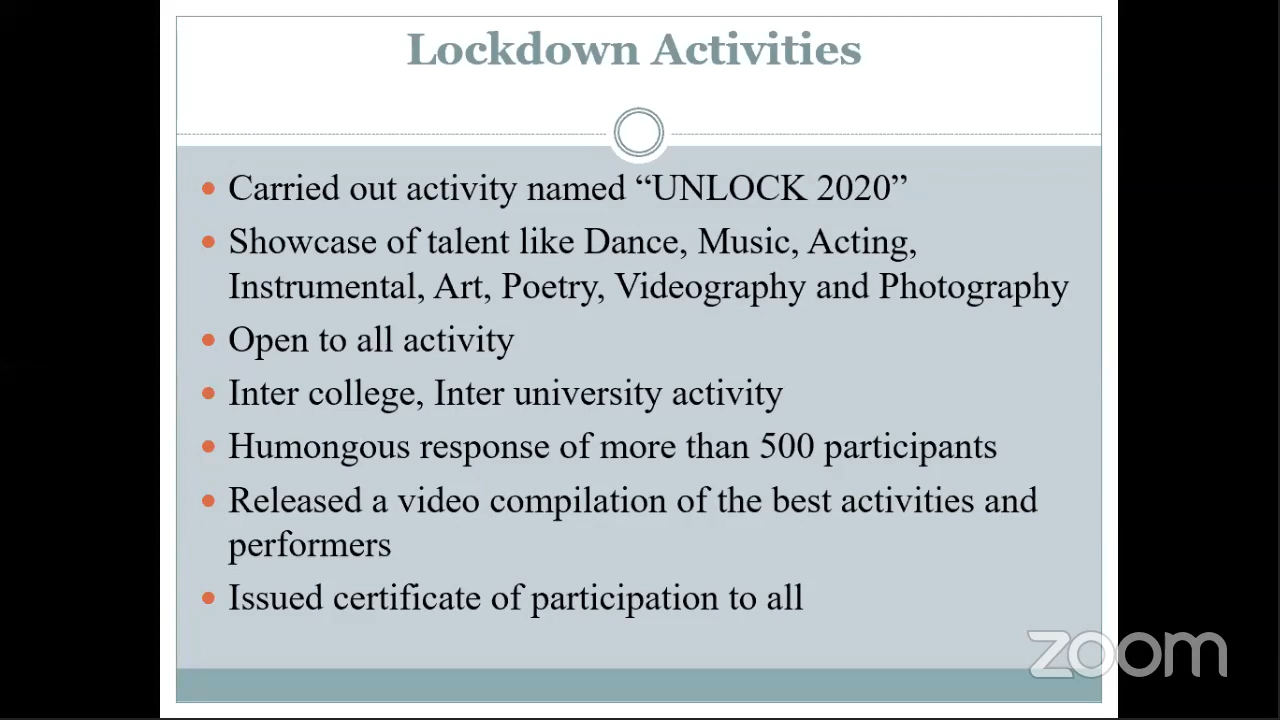 Lockdown Activities
• Carried out activity named “UNLOCK 2020”
• Showcase of talent like Dance, Music, Acting,
Instrumental, Art, Poetry, Videography and Photography
• Open to all activity
• Inter college, Inter university activity
• Humongous response of more than 500 participants
• Released a video compilation of the best activities and
performers
• Issued certificate of participation to all
zoom